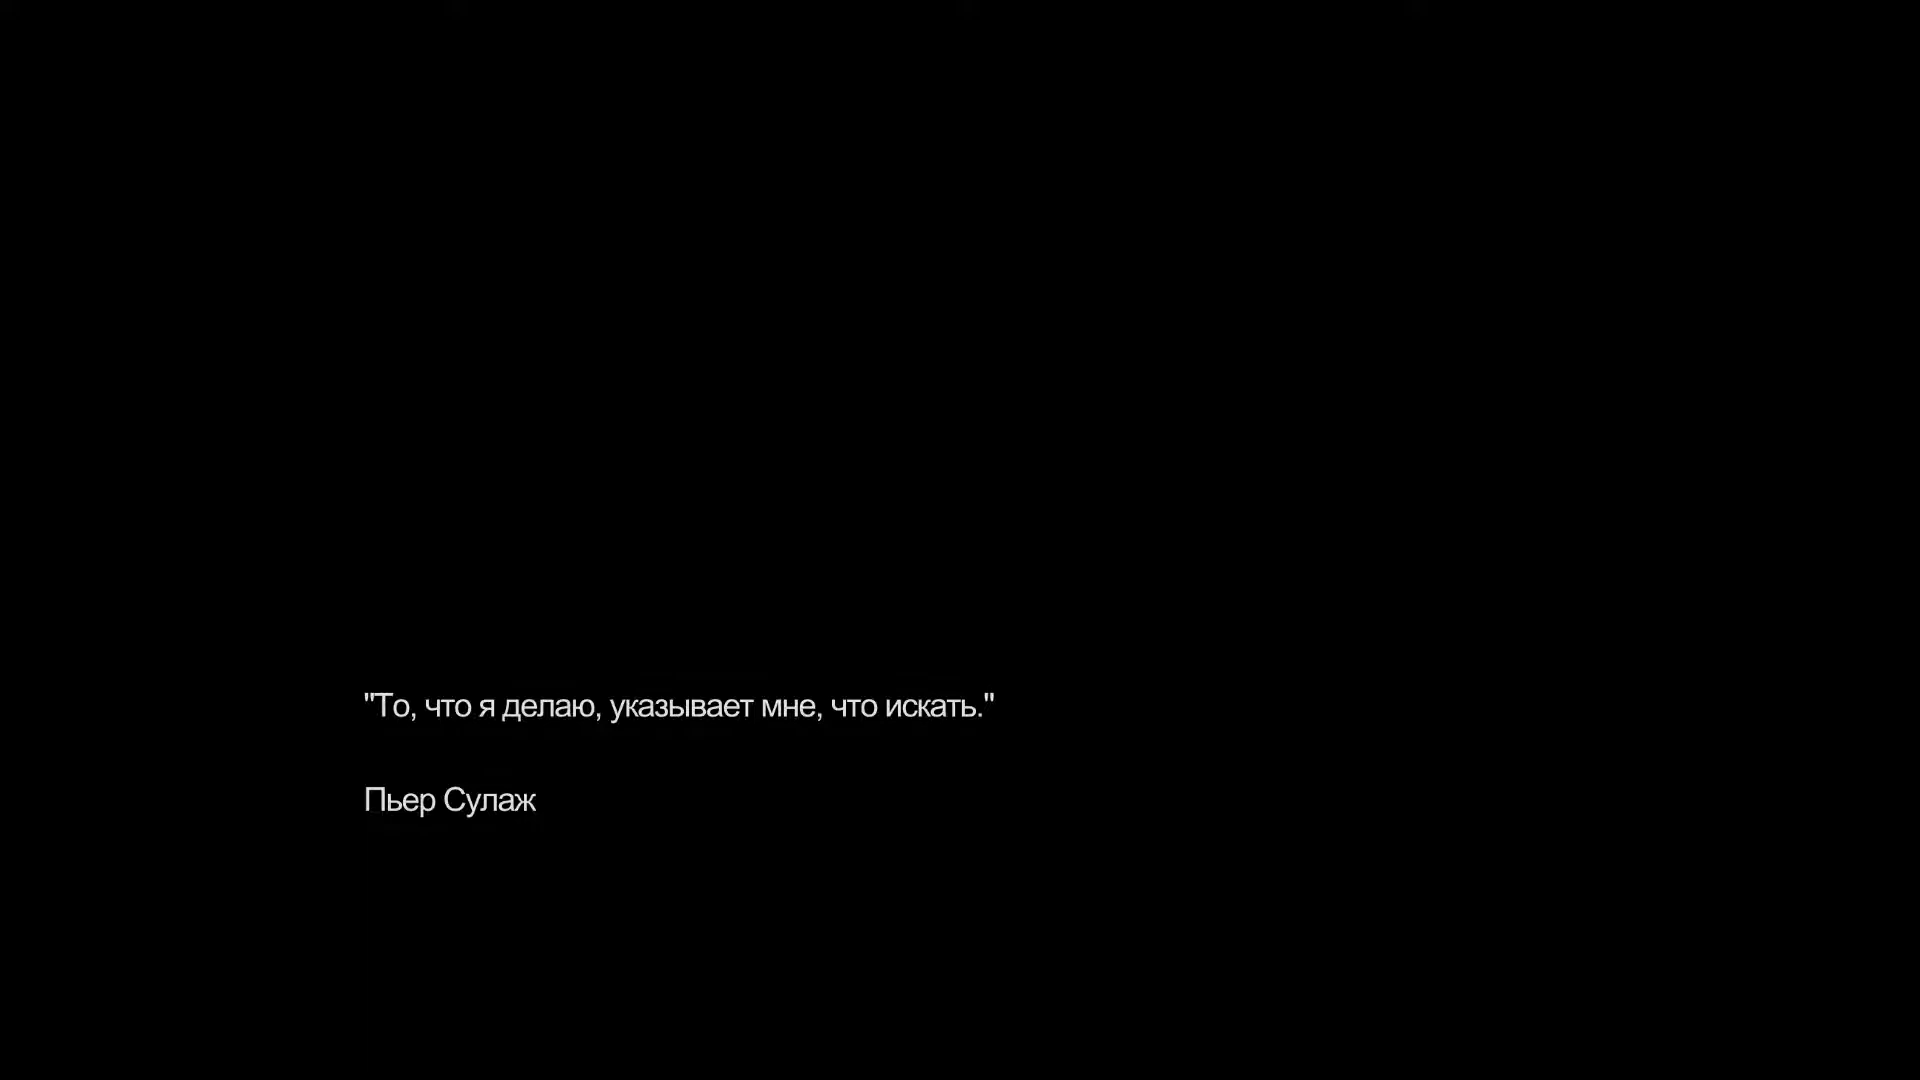 "То, что я делаю, указывает мне, что искать."
Пьер Сулаж